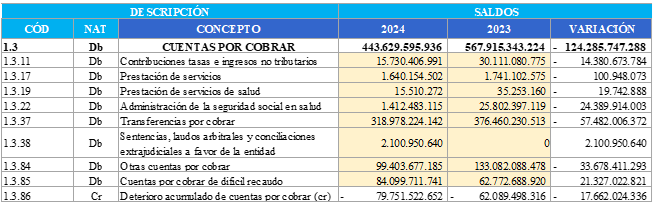 DESCRIPCIÓN SALDOS
CÓD NAT CONCEPTO 2024 2023 VARIACIÓN
1.3 Db CUENTAS POR COBRAR 443.629.595.936 567.915.343.224 - 124.285.747.288
1.3.11 Db Contribuciones tasas e ingresos no tributarios 15.730.406.991 30.111.080.775 - 14.380.673.784
1.3.17 Db Prestación de servicios 1.640.154.502 1.741.102.575 - 100.948.073
1.3.19 Db Prestación de servicios de salud 15.510.272 35.253.160 - 19.742.888
1.3.22 Db Administración de la seguridad social en salud 1.412.483.115 25.802.397.119 - 24.389.914.003
1.3.37 Db Transferencias por cobrar 318.978.224.142 376.460.230.513 - 57.482.006.372
1.3.38 Db Sentencias, laudos arbitrales y conciliaciones
extrajudiciales a favor de la entidad 2.100.950.640 0 2.100.950.640
1.3.84 Db Otras cuentas por cobrar 99.403.677.185 133.082.088.478 - 33.678.411.293
1.3.85 Db Cuentas por cobrar de difícil recaudo 84.099.711.741 62.772.688.920 21.327.022.821
1.3.86 Cr Deterioro acumulado de cuentas por cobrar (cr) - 79.751.522.652 - 62.089.498.316 - 17.662.024.336